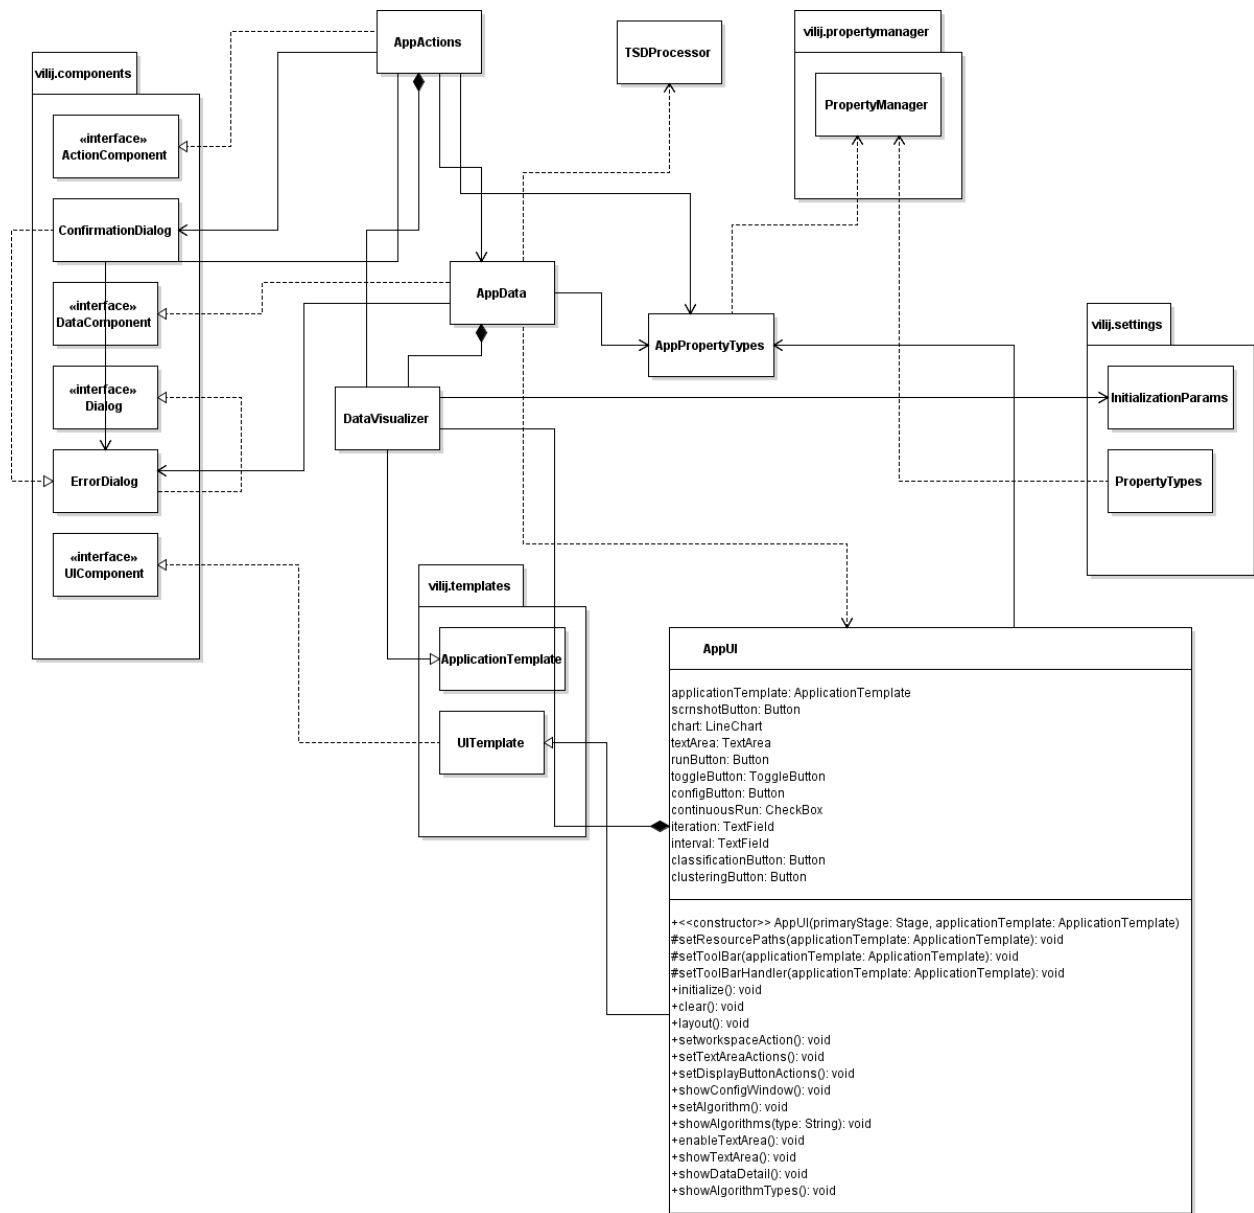 AppActions
TSDProcessor
vilij.propertymanager
PropertyManager
vilij.components
«interface»
ActionComponent
ConfirmationDialog
«interface»
DataComponent
«interface»
Dialog
ErrorDialog
«interface»
UIComponent
AppData
AppPropertyTypes
DataVisualizer
vilij.settings
InitializationParams
PropertyTypes
vilij.templates
ApplicationTemplate
UITemplate
AppUI
applicationTemplate: ApplicationTemplate
scrnshotButton: Button
chart: LineChart
textArea: TextArea
runButton: Button
toggleButton: ToggleButton
configButton: Button
continuousRun: CheckBox
iteration: TextField
interval: TextField
classificationButton: Button
clusteringButton: Button
+<<constructor>> AppUI(primaryStage: Stage, applicationTemplate: ApplicationTemplate)
#setResourcePaths(applicationTemplate: ApplicationTemplate): void
#setToolBar(applicationTemplate: ApplicationTemplate): void
#setToolBarHandler(applicationTemplate: ApplicationTemplate): void
+initialize(): void
+clear(): void
+layout(): void
+setworkspaceAction(): void
+setTextAreaActions(): void
+setDisplayButtonActions(): void
+showConfigWindow(): void
+setAlgorithm(): void
+showAlgorithms(type: String): void
+enableTextArea(): void
+showTextArea(): void
+showDataDetail(): void
+showAlgorithmTypes(): void